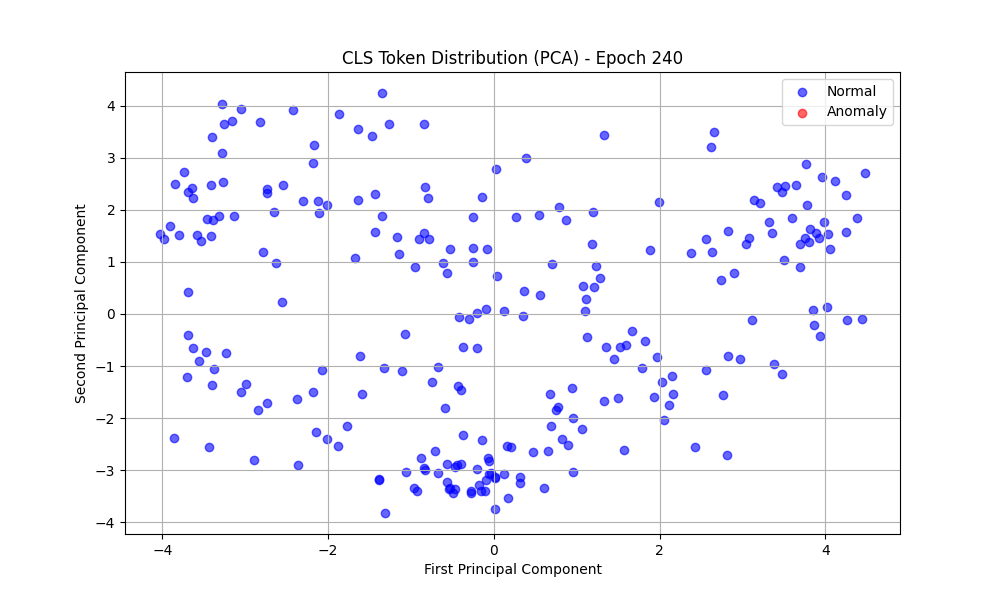 CLS Token Distribution (PCA) - Epoch 240
Normal
Anomaly
4
3
2
1
0
−1
−2
−3
−4
Second Principal Component
−4
−2
0
2
4
First Principal Component